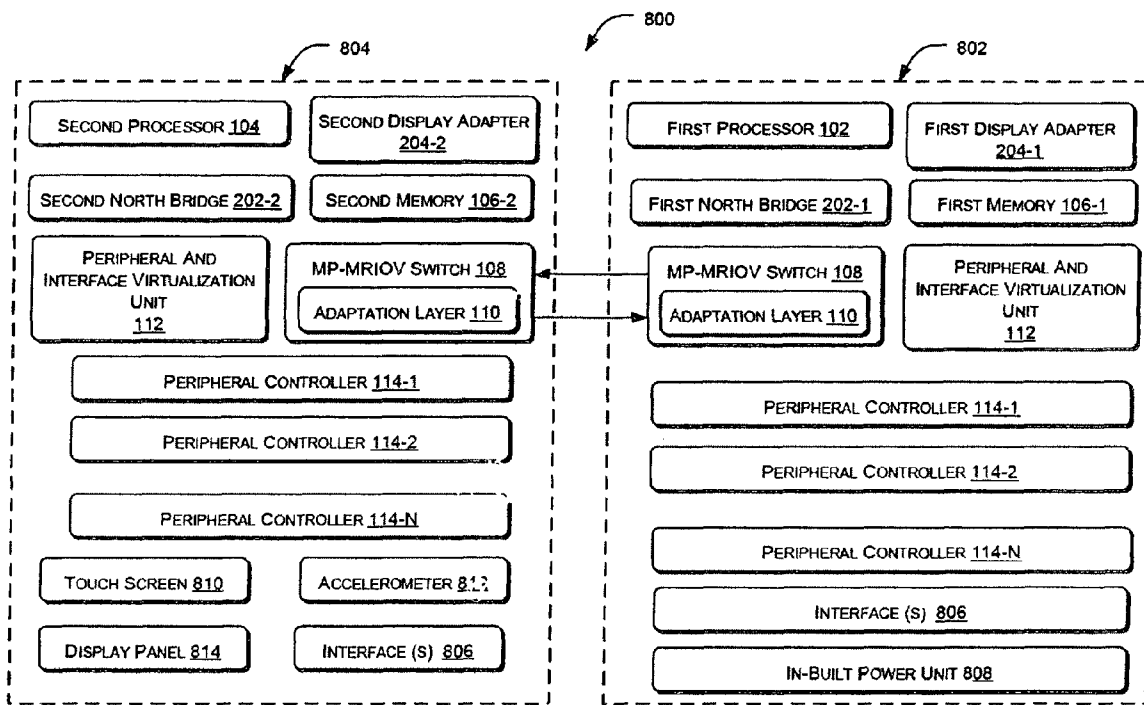 800
804
SECOND PROCESSOR 104
SECOND DISPLAY ADAPTER
204-2
SECOND NORTH BRIDGE 202-2
SECOND MEMORY 106-2
PERIPHERAL AND
INTERFACE VIRTUALIZATION
UNIT
112
MP-MRIOV SWITCH 108
ADAPTATION LAYER 110
PERIPHERAL CONTROLLER 114-1
PERIPHERAL CONTROLLER 114-2
PERIPHERAL CONTROLLER 114-N
TOUCH SCREEN 810
ACCELEROMETER 812
DISPLAY PANEL 814
INTERFACE (S) 806
802
FIRST PROCESSOR 102
FIRST DISPLAY ADAPTER
204-1
FIRST NORTH BRIDGE 202-1
FIRST MEMORY 106-1
MP-MRIOV SWITCH 108
ADAPTATION LAYER 110
PERIPHERAL AND
INTERFACE VIRTUALIZATION
UNIT
112
PERIPHERAL CONTROLLER 114-1
PERIPHERAL CONTROLLER 114-2
PERIPHERAL CONTROLLER 114-N
INTERFACE (S) 806
IN-BUILT POWER UNIT 808